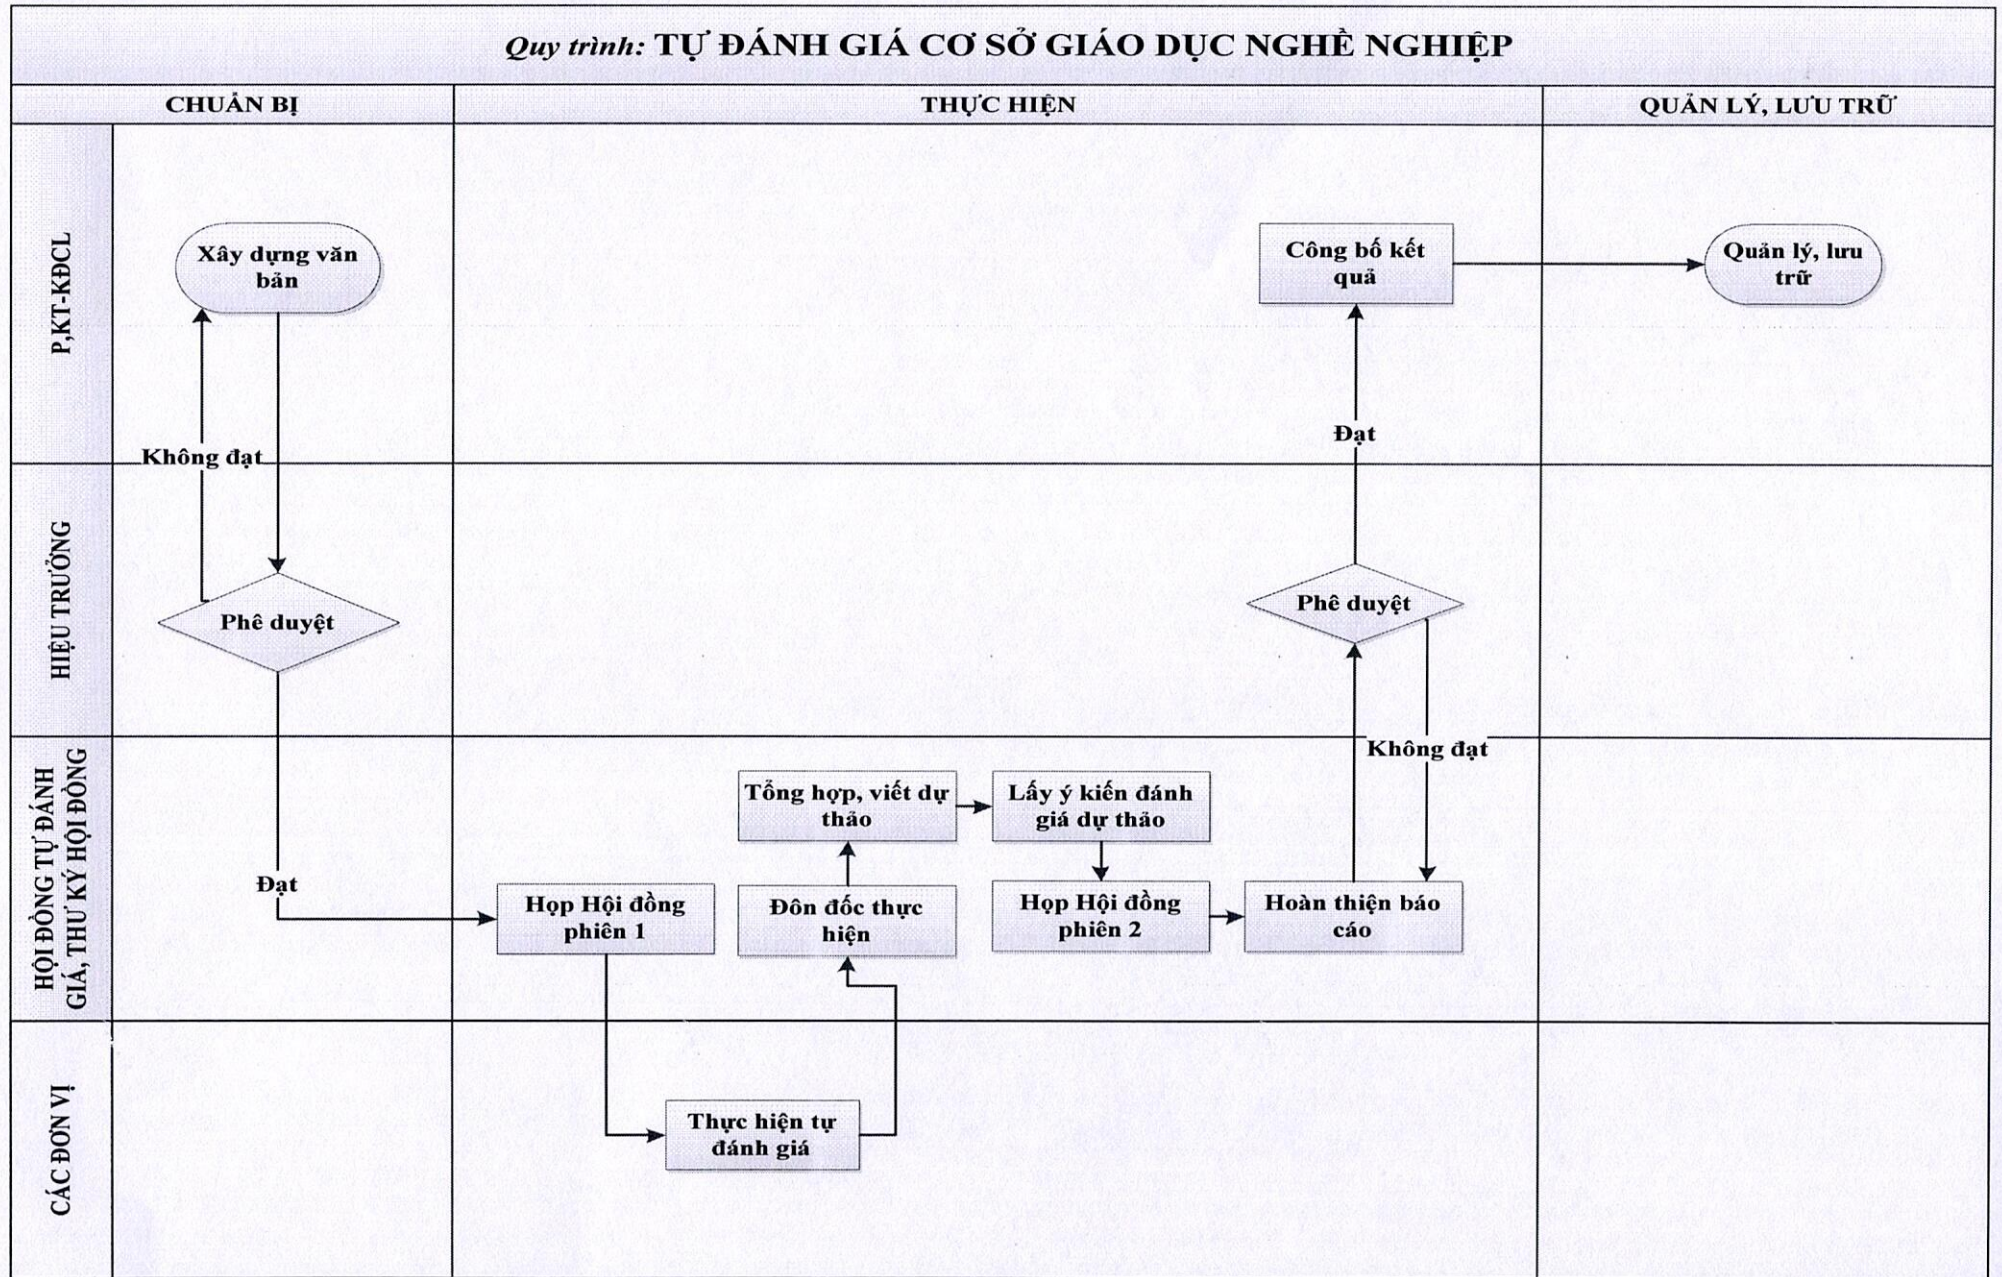 Quy trình: TỰ ĐÁNH GIÁ CƠ SỞ GIÁO DỤC NGHỀ NGHIỆP
CHUẨN BỊ
THỰC HIỆN
QUẢN LÝ, LƯU TRỮ
P,KT-KĐCL
Xây dựng văn
bản
Công bố kết
quả
Quản lý, lưu
trữ
Không đạt
Đạt
HIỆU TRƯỞNG
Phê duyệt
Phê duyệt
Không đạt
HỘI ĐỒNG TỰ ĐÁNH
GIÁ, THƯ KÝ HỘI ĐỒNG
Tổng hợp, viết dự
thảo
Lấy ý kiến đánh
giá dự thảo
Đạt
Họp Hội đồng
phiên 1
Đôn đốc thực
hiện
Họp Hội đồng
phiên 2
Hoàn thiện báo
cáo
CÁC ĐƠN VỊ
Thực hiện tự
đánh giá